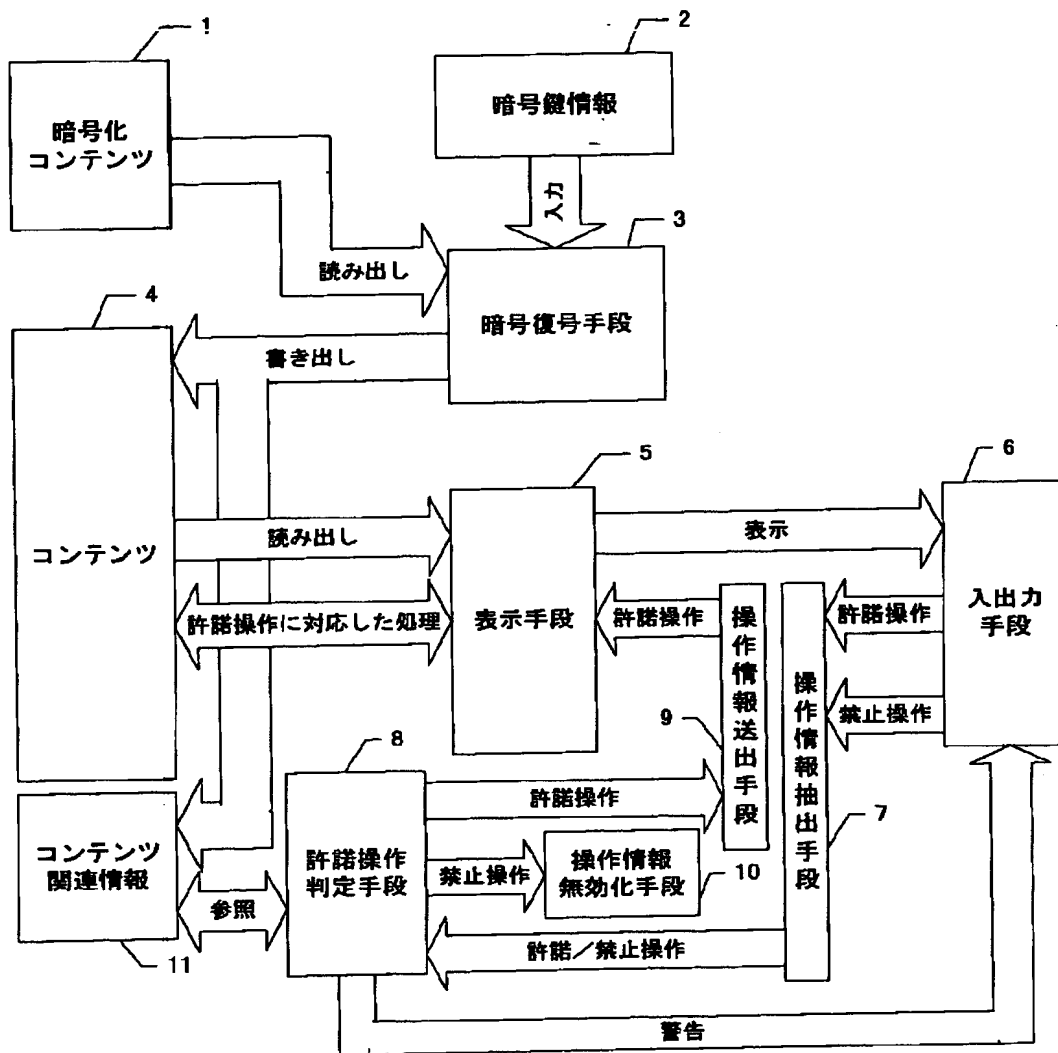 1
2
暗号化
コンテンツ
暗号鍵情報
入力
3
読み出し
4
暗号復号手段
書き出し
5
6
読み出し
表示
コンテンツ
許諾操作に対応した処理
表示手段
許諾操作
操作情報送出手段
操作情報抽出手段
許諾操作
入出力
手段
禁止操作
9
8
許諾操作
7
コンテンツ
関連情報
許諾操作
判定手段
禁止操作
操作情報
無効化手段
10
参照
許諾/禁止操作
11
警告